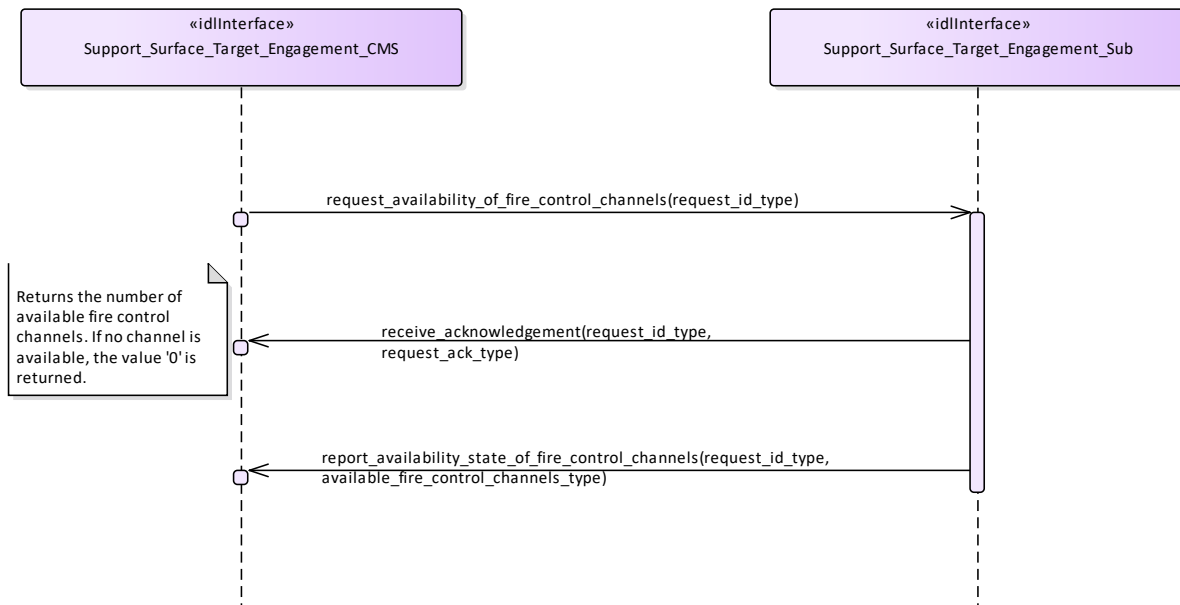 «idlInterface»
Support_Surface_Target_Engagement_CMS
«idlInterface»
Support_Surface_Target_Engagement_Sub
request_availability_of_fire_control_channels(request_id_type)
Returns the number of
available fire control
channels. If no channel is
available, the value '0' is
returned.
receive_acknowledgement(request_id_type,
request_ack_type)
report_availability_state_of_fire_control_channels(request_id_type,
available_fire_control_channels_type)